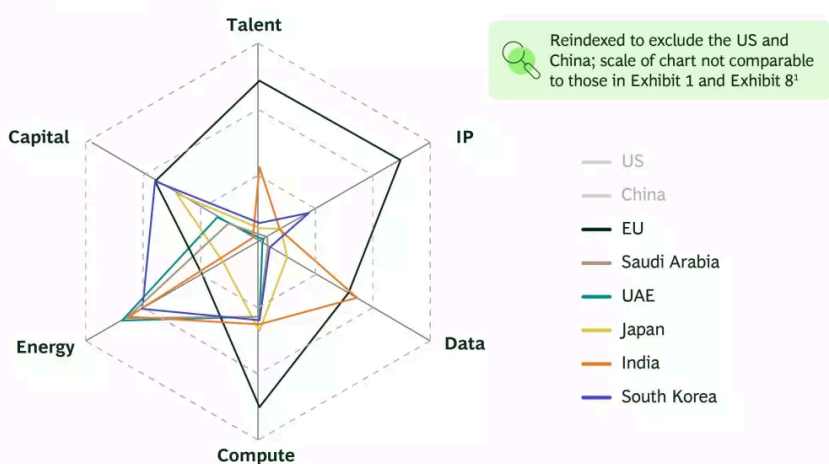 Talent
Reindexed to exclude the US and
China; scale of chart not comparable
to those in Exhibit 1 and Exhibit 8¹
Capital
IP
US
China
EU
Saudi Arabia
UAE
Japan
India
South Korea
Energy
Data
Compute